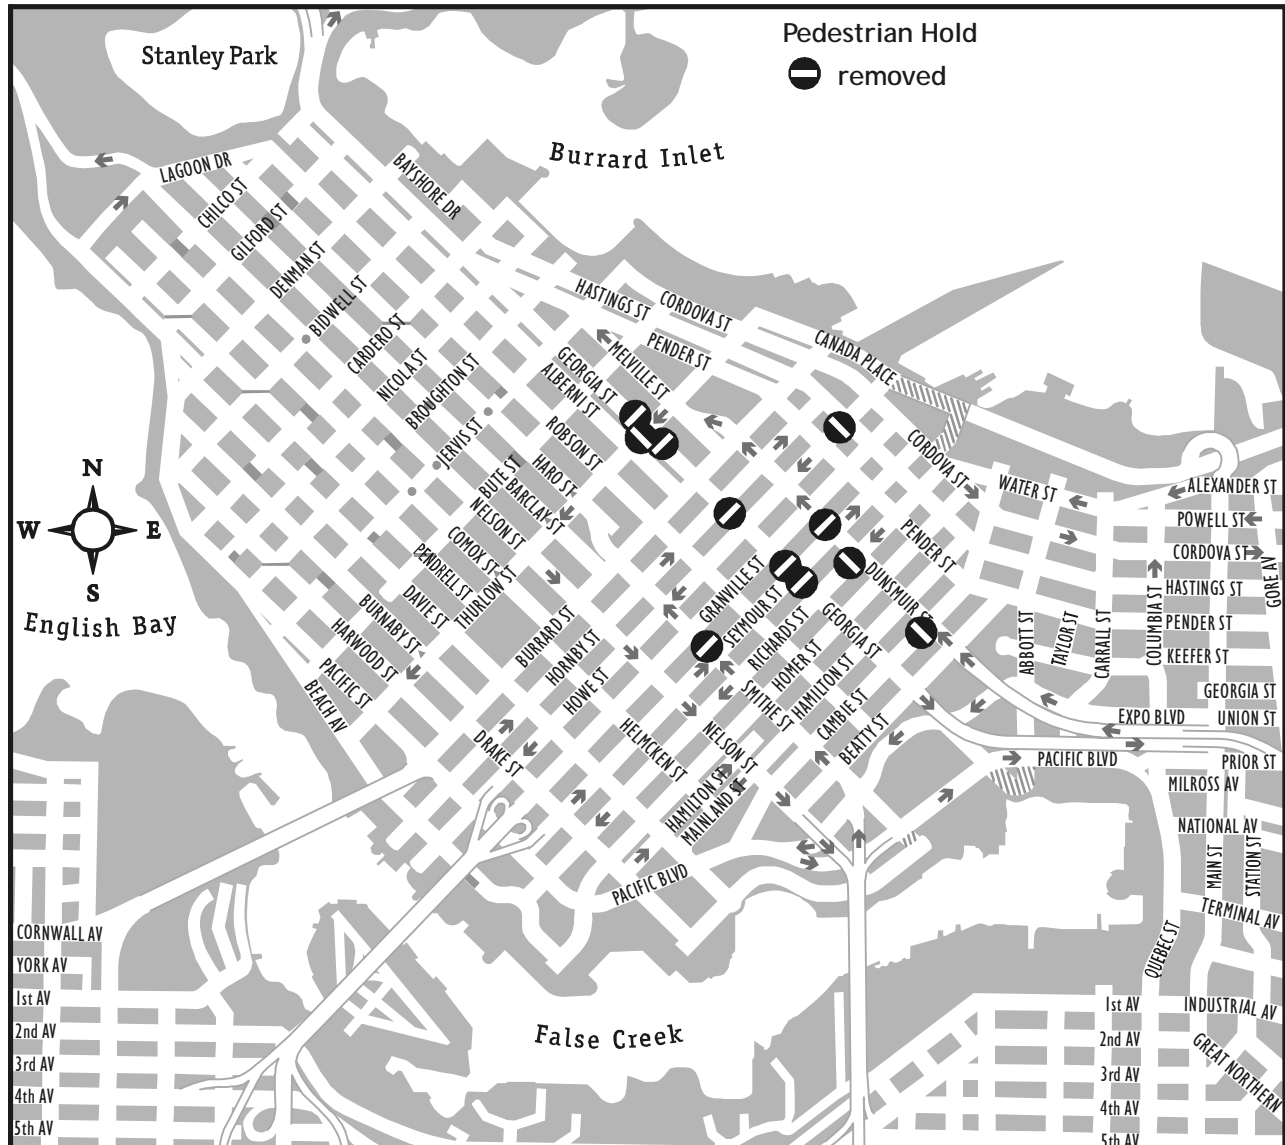 Pedestrian Hold
removed
Stanley Park
Burrard Inlet
LAGOON DR
CHILCO ST
GILFORD ST
DENMAN ST
BIDWELL ST
CARDERO ST
NICOLA ST
BROUGHTON ST
JERVIS ST
BUTE ST
BAYSHORE DR
HASTINGS ST
CORDOVA ST
PENDER ST
CANADA PLACE
MELVILLE ST
GEORGIA ST
ALBERNI ST
ROBSON ST
HARO ST
BARCLAY ST
NELSON ST
COMOX ST
PENDRELL ST
DAVIE ST
THURLOW ST
BURNABY ST
HARWOOD ST
PACIFIC ST
BEACH AV
N
W
E
S
English Bay
CORDOVA ST
WATER ST
ALEXANDER ST
POWELL ST
CORDOVA ST
HASTINGS ST
PENDER ST
KEEFER ST
GEORGIA ST
UNION ST
PRIOR ST
MILROSS AV
NATIONAL AV
TERMINAL AV
GORE AV
COLUMBIA ST
CARRALL ST
TAYLOR ST
ABBOTT ST
PENDER ST
DUNSMUIR ST
GEORGIA ST
GRANVILLE ST
SEYMOUR ST
RICHARDS ST
HOMER ST
HAMILTON ST
CAMBIE ST
BEATTY ST
SMITHE ST
NELSON ST
BURRARD ST
HORNBY ST
HOWE ST
HELMCKEN ST
DRAKE ST
HAMILTON ST
MAINLAND ST
PACIFIC BLVD
EXPO BLVD
PACIFIC BLVD
MAIN ST
STATION ST
QUEBEC ST
INDUSTRIAL AV
GREAT NORTHERN
CORNWALL AV
YORK AV
1st AV
2nd AV
3rd AV
4th AV
5th AV
False Creek
1st AV
2nd AV
3rd AV
4th AV
5th AV